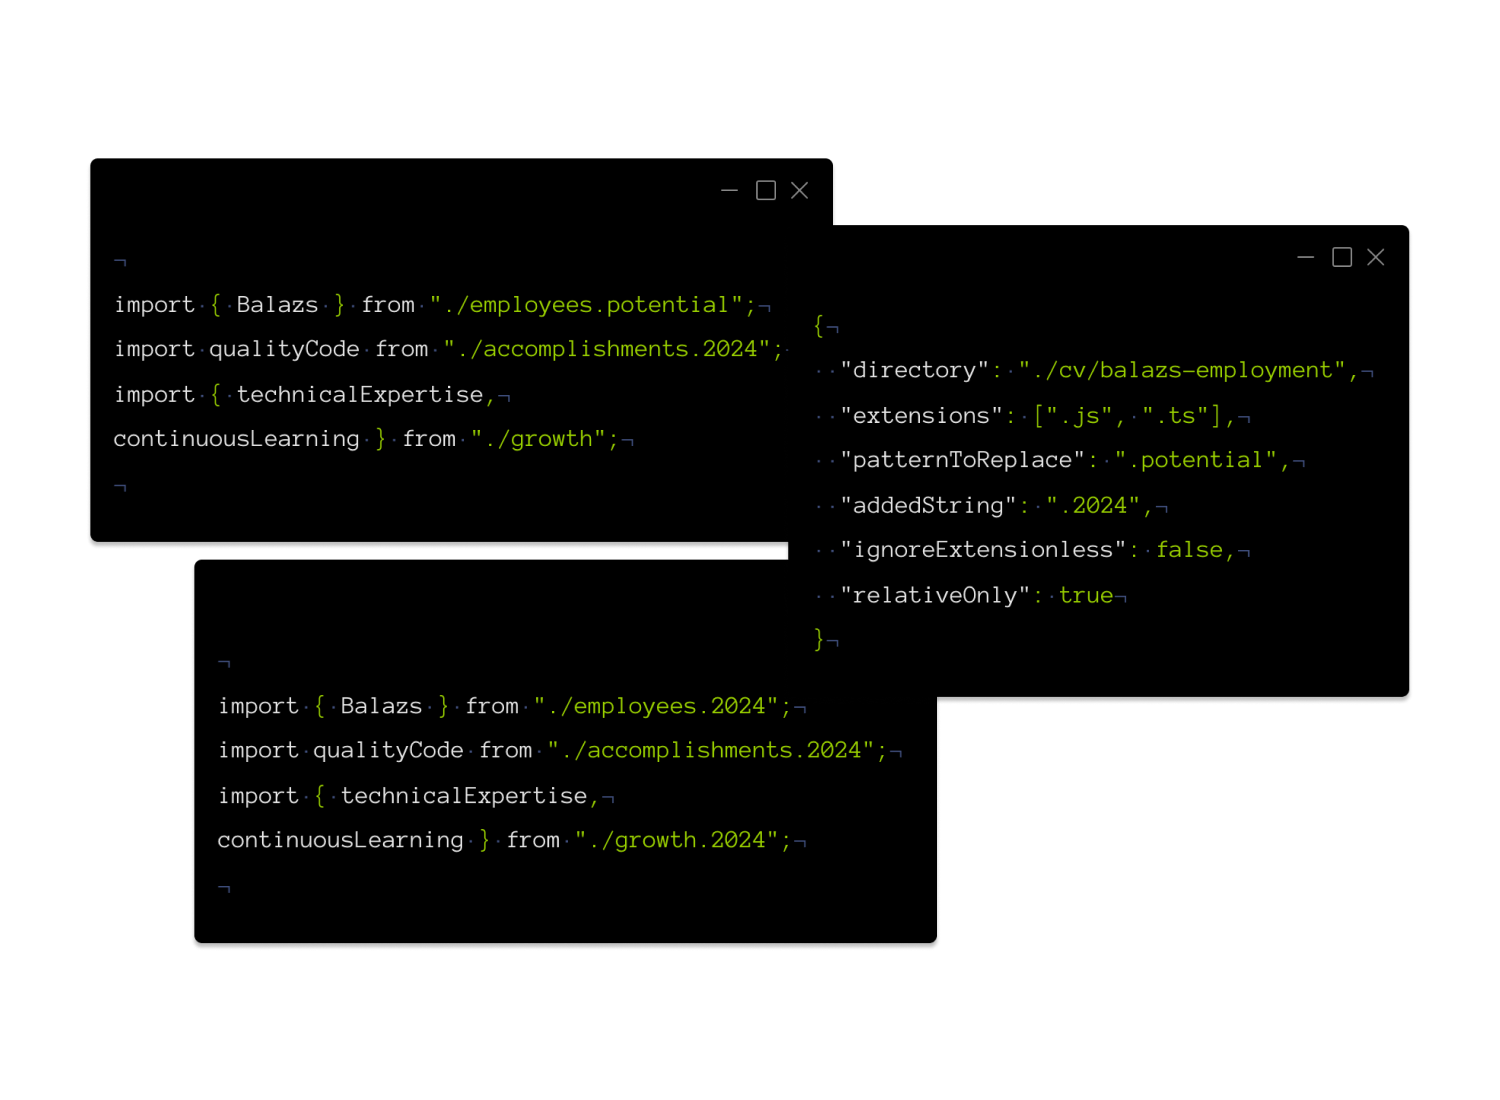 import { Balazs } from "./employees.potential";¬
import qualityCode from "./accomplishments.2024";
import { technicalExpertise,¬
continuousLearning } from "./growth";¬
{¬
"directory": "./cv/balazs-employment",¬
"extensions": [".js", ".ts"],¬
"patternToReplace": ".potential",¬
"addedString": ".2024",¬
"ignoreExtensionless": false,¬
"relativeOnly": true¬
}¬
import { Balazs } from "./employees.2024";¬
import qualityCode from "./accomplishments.2024";¬
import { technicalExpertise,¬
continuousLearning } from "./growth.2024";¬